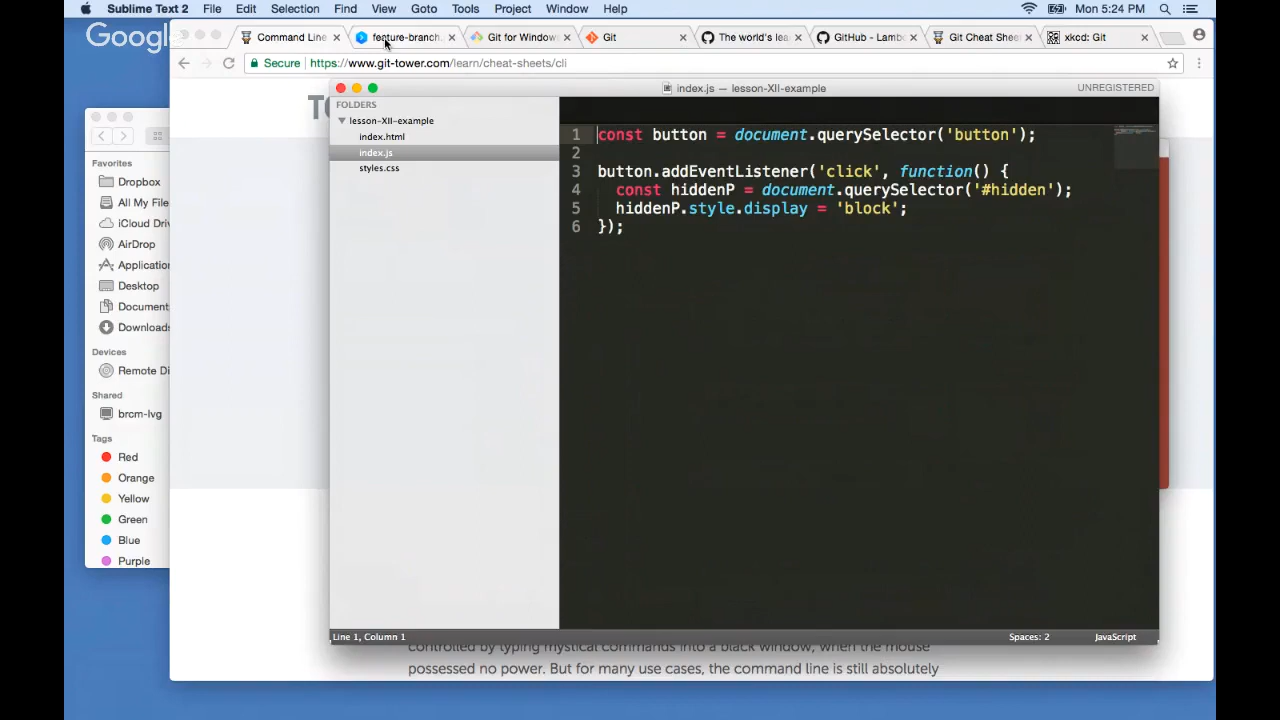 Sublime Text 2 File Edit Selection Find View Goto Tools Project Window Help Mon 5:24 PM
Google
Command Line
feature-branch
Git for Window
Git
The world's lea
GitHub - Lambd
Git Cheat Shee
xkcd: Git
Secure https://www.git-tower.com/learn/cheat-sheets/cli
index.js — lesson-XII-example UNREGISTERED
Favorites
Dropbox
All My File
iCloud Driv
AirDrop
Application
Desktop
Document
Downloads
Devices
Remote Di
Shared
brcm-lvg
Tags
Red
Orange
Yellow
Green
Blue
Purple
FOLDERS
lesson-XII-example
index.html
index.js
styles.css
1 const button = document.querySelector('button');
2
3 button.addEventListener('click', function() {
4 const hiddenP = document.querySelector('#hidden');
5 hiddenP.style.display = 'block';
6 });
Line 1, Column 1 Spaces: 2 JavaScript
controlled by typing mystical commands into a black window, when the mouse
possessed no power. But for many use cases, the command line is still absolutely